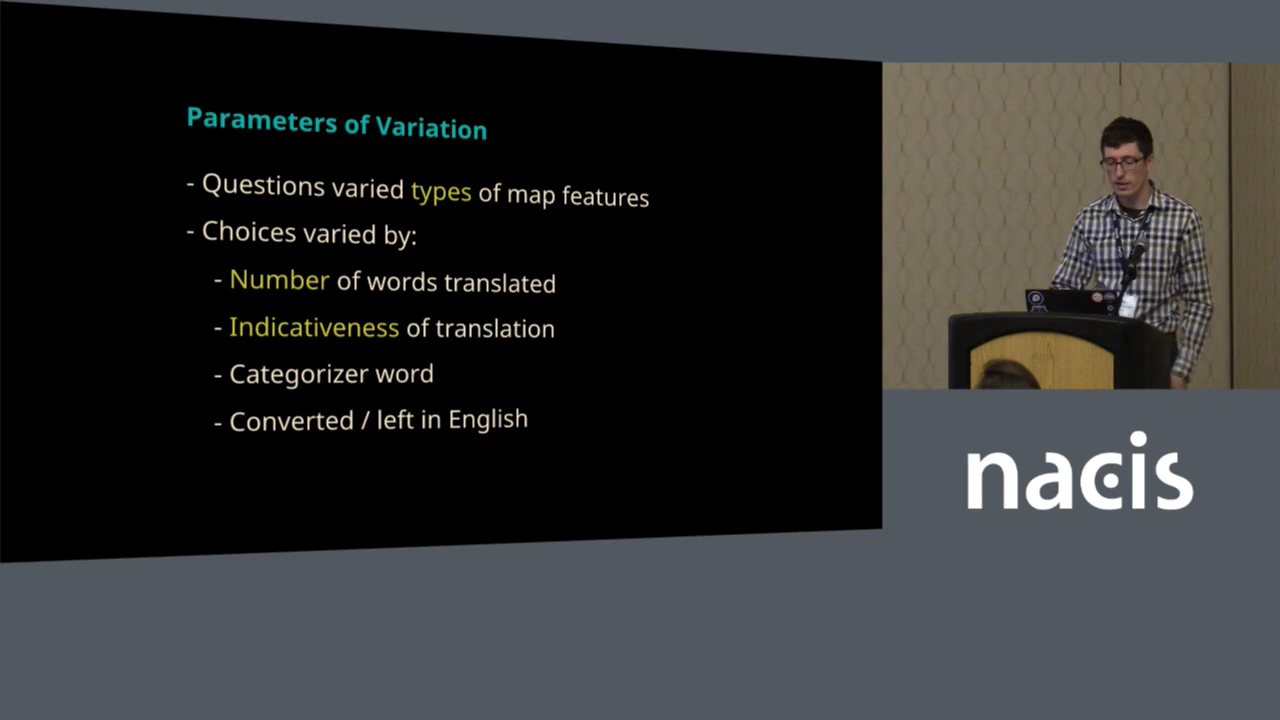 Parameters of Variation
- Questions varied types of map features
- Choices varied by:
- Number of words translated
- Indicativeness of translation
- Categorizer word
- Converted / left in English
nacis